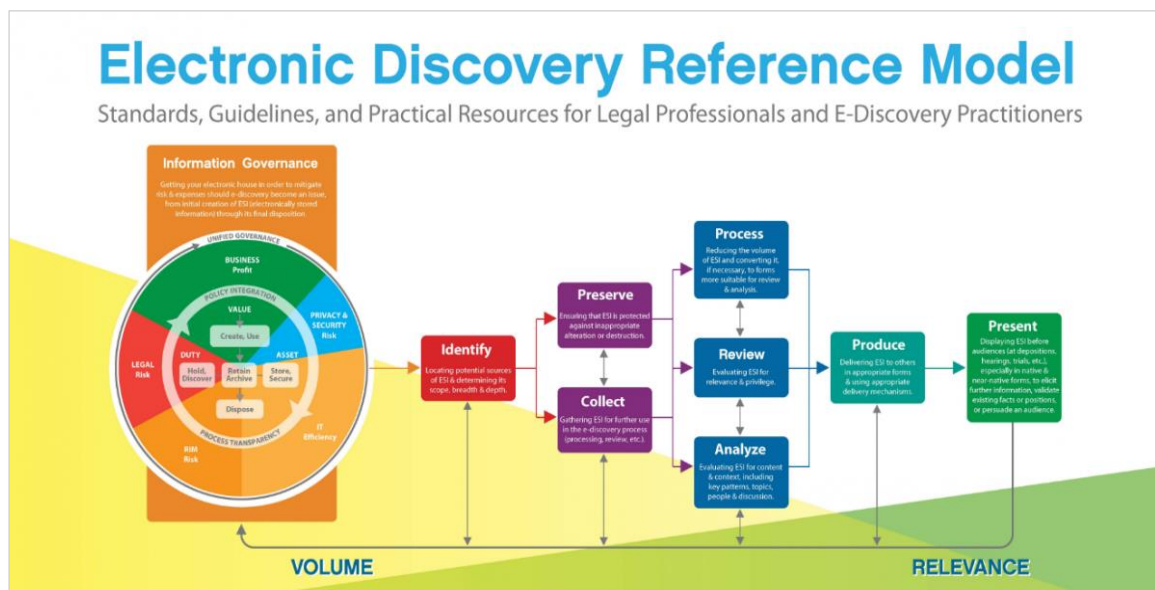 Electronic Discovery Reference Model
Standards, Guidelines, and Practical Resources for Legal Professionals and E-Discovery Practitioners
Information Governance
Getting your electronic house in order to mitigate
risk & expenses should e-discovery become an issue,
from initial creation of ESI (electronically stored
information) through its final disposition.
UNIFIED GOVERNANCE
BUSINESS
Profit
POLICY INTEGRATION
VALUE
Create, Use
PRIVACY &
SECURITY
Risk
LEGAL
Risk
DUTY
ASSET
Hold,
Discover
Retain
Archive
Store,
Secure
Dispose
PROCESS TRANSPARENCY
IT
Efficiency
RIM
Risk
Identify
Locating potential sources
of ESI & determining its
scope, breadth & depth.
Preserve
Ensuring that ESI is protected
against inappropriate
alteration or destruction.
Collect
Gathering ESI for further use
in the e-discovery process
(processing, review, etc.).
Process
Reducing the volume
of ESI and converting it,
if necessary, to forms
more suitable for review
& analysis.
Review
Evaluating ESI for
relevance & privilege.
Analyze
Evaluating ESI for content
& context, including
key patterns, topics,
people & discussion.
Produce
Delivering ESI to others
in appropriate forms
& using appropriate
delivery mechanisms.
Present
Displaying ESI before
audiences (at depositions,
hearings, trials, etc.),
especially in native &
near-native forms, to elicit
further information, validate
existing facts or positions,
or persuade an audience.
VOLUME
RELEVANCE